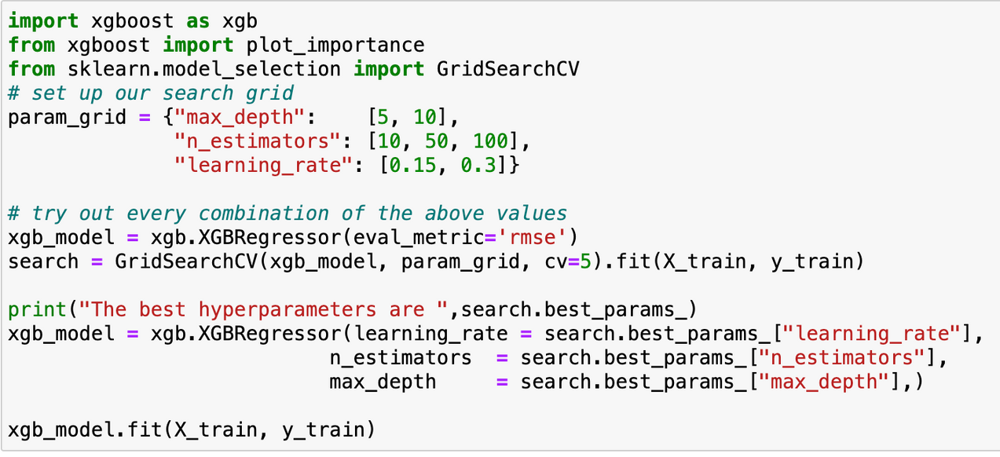 import xgboost as xgb
from xgboost import plot_importance
from sklearn.model_selection import GridSearchCV
# set up our search grid
param_grid = {"max_depth":    [5, 10],
              "n_estimators": [10, 50, 100],
              "learning_rate": [0.15, 0.3]}

# try out every combination of the above values
xgb_model = xgb.XGBRegressor(eval_metric='rmse')
search = GridSearchCV(xgb_model, param_grid, cv=5).fit(X_train, y_train)

print("The best hyperparameters are ",search.best_params_)
xgb_model = xgb.XGBRegressor(learning_rate = search.best_params_["learning_rate"],
                           n_estimators  = search.best_params_["n_estimators"],
                           max_depth     = search.best_params_["max_depth"],)

xgb_model.fit(X_train, y_train)